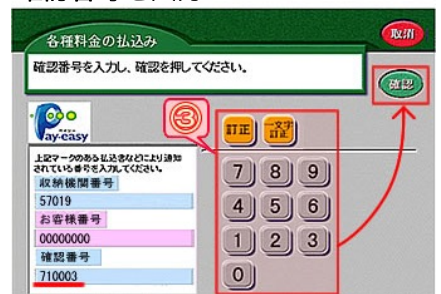 各種料金の払込み
取消
確認番号を入力し、確認を押してください。
確認
Pay-easy
③
訂正
一文字訂正
上記マークのある払込書などにより通知
されている番号を入力してください。
収納機関番号
57019
お客様番号
00000000
確認番号
710003
7 8 9
4 5 6
1 2 3
0